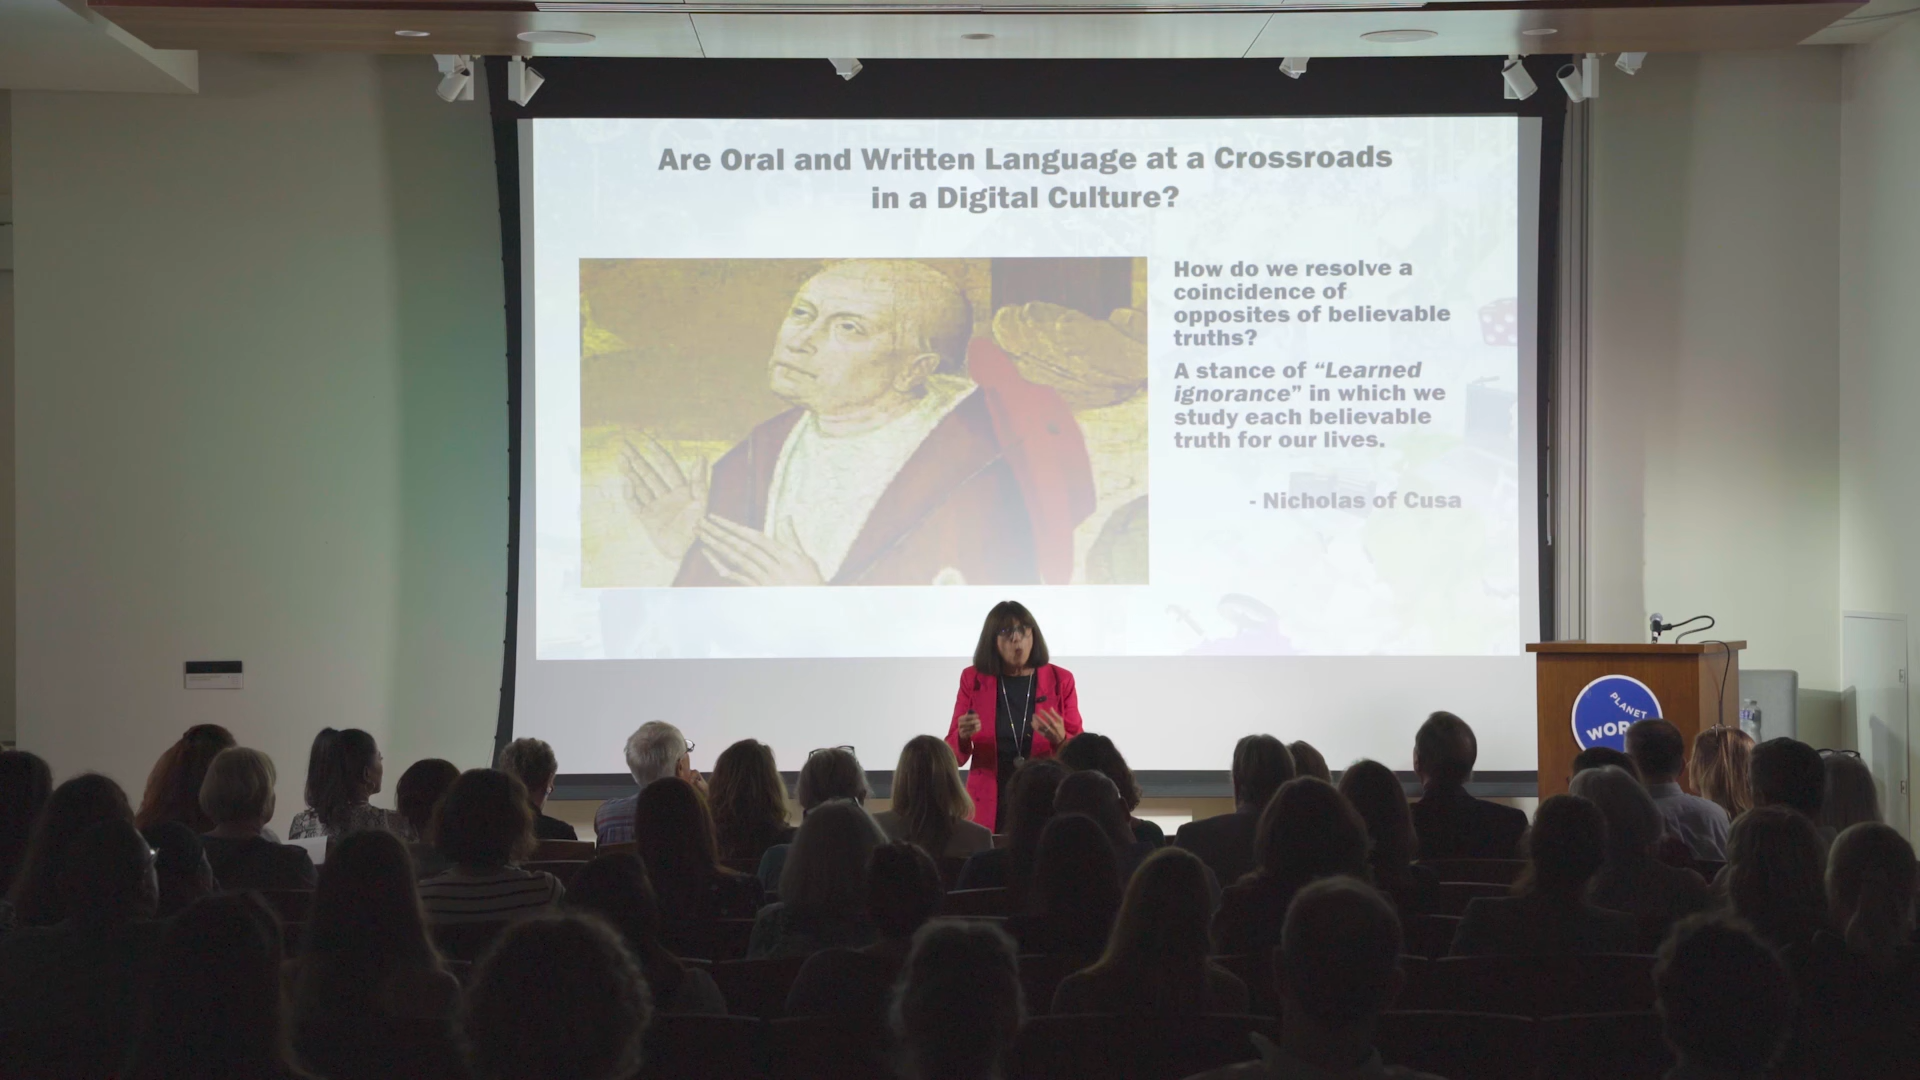 Are Oral and Written Language at a Crossroads
in a Digital Culture?
How do we resolve a
coincidence of
opposites of believable
truths?
A stance of “Learned
ignorance” in which we
study each believable
truth for our lives.
- Nicholas of Cusa
PLANET